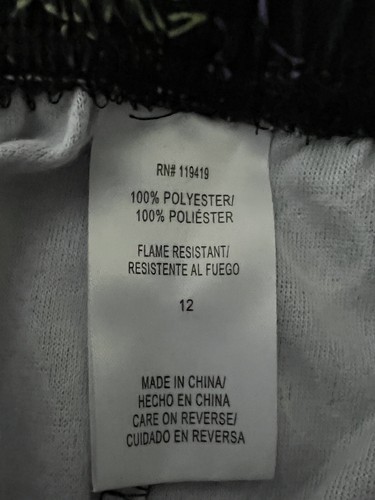 RN# 119419
100% POLYESTER/
100% POLIÉSTER
FLAME RESISTANT/
RESISTENTE AL FUEGO
12
MADE IN CHINA/
HECHO EN CHINA
CARE ON REVERSE/
CUIDADO EN REVERSA